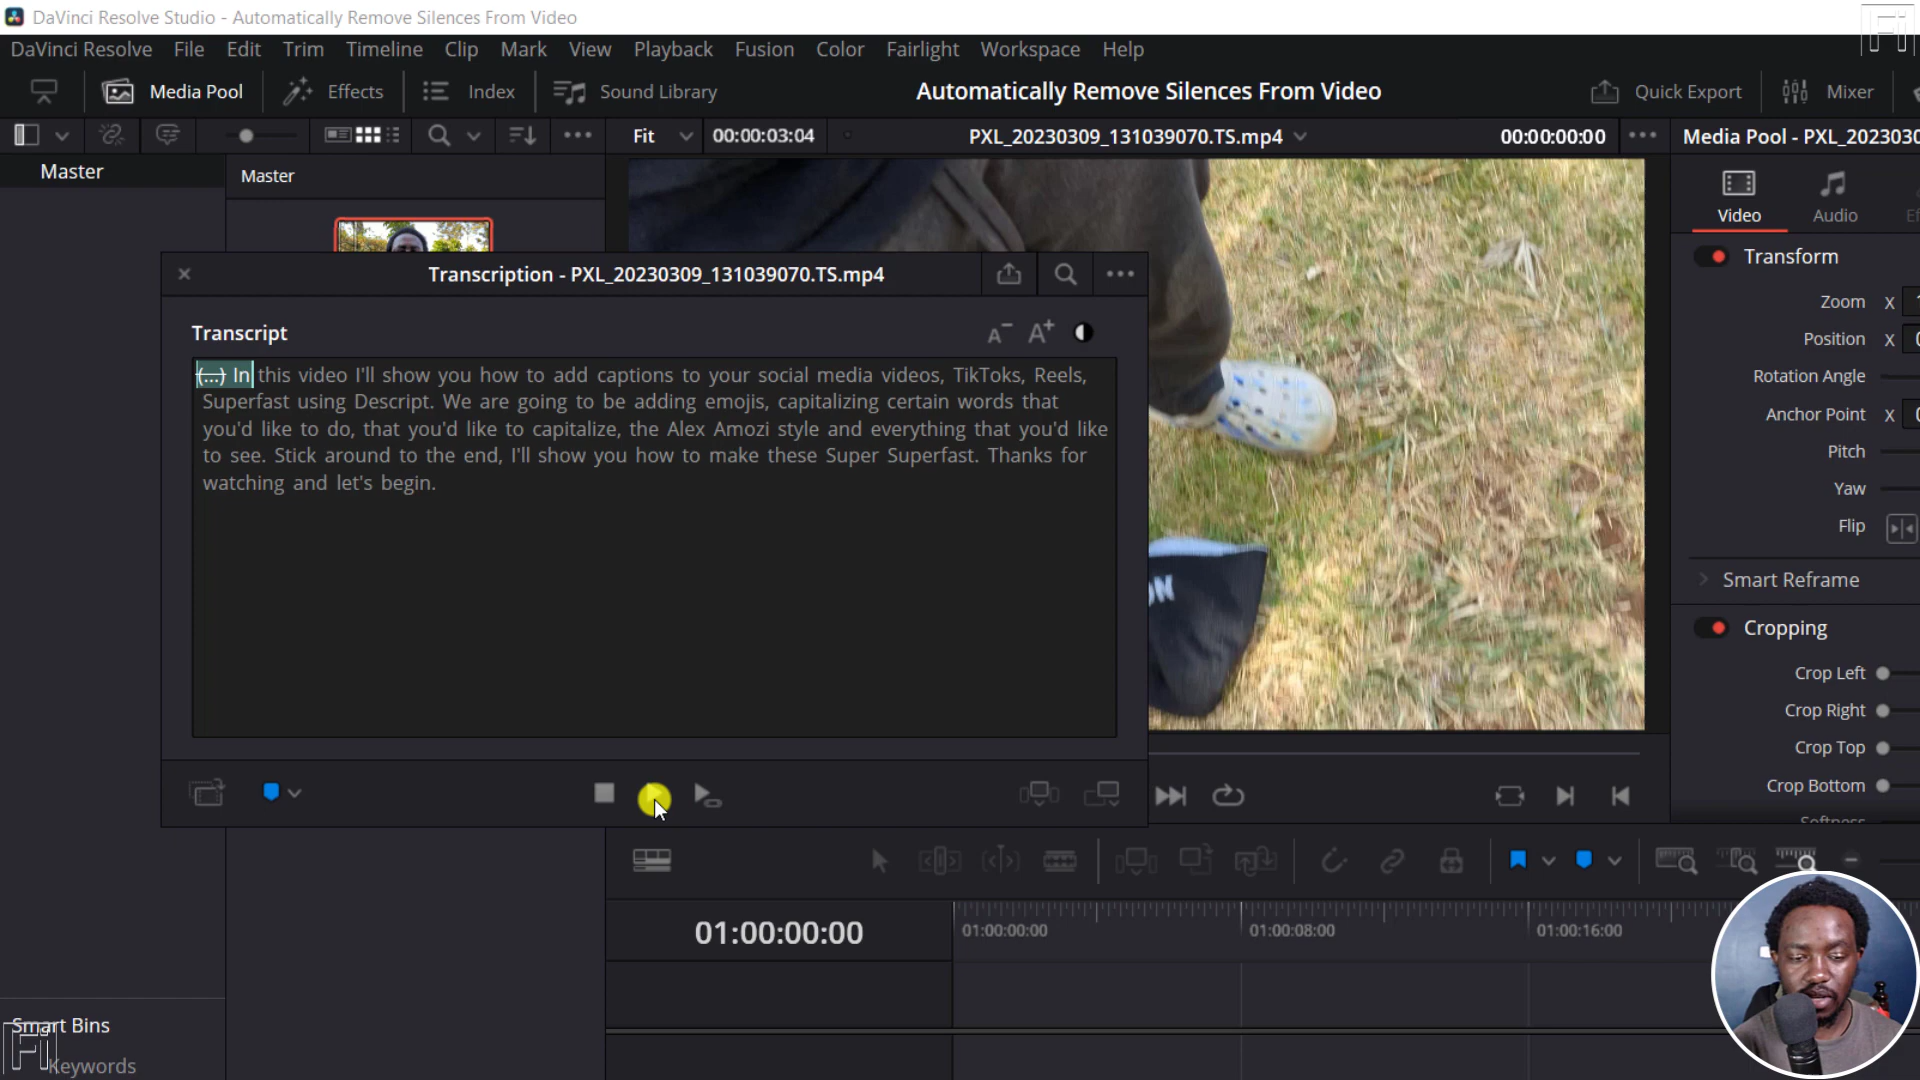 DaVinci Resolve Studio - Automatically Remove Silences From Video
DaVinci Resolve File Edit Trim Timeline Clip Mark View Playback Fusion Color Fairlight Workspace Help
Media Pool Effects Index Sound Library Automatically Remove Silences From Video Quick Export Mixer
Fit 00:00:03:04 PXL_20230309_131039070.TS.mp4 00:00:00:00 Media Pool - PXL_2023030
Master
Master
Video Audio
Transform
Transcription - PXL_20230309_131039070.TS.mp4
Zoom X
Transcript A- A+
Position X
(...) In this video I'll show you how to add captions to your social media videos, TikToks, Reels,
Superfast using Descript. We are going to be adding emojis, capitalizing certain words that
you'd like to do, that you'd like to capitalize, the Alex Amozi style and everything that you'd like
to see. Stick around to the end, I'll show you how to make these Super Superfast. Thanks for
watching and let's begin.
Rotation Angle
Anchor Point X
Pitch
Yaw
Flip
Smart Reframe
Cropping
Crop Left
Crop Right
Crop Top
Crop Bottom
Softness
ON
01:00:00:00
01:00:00:00 01:00:08:00 01:00:16:00
Smart Bins
Keywords